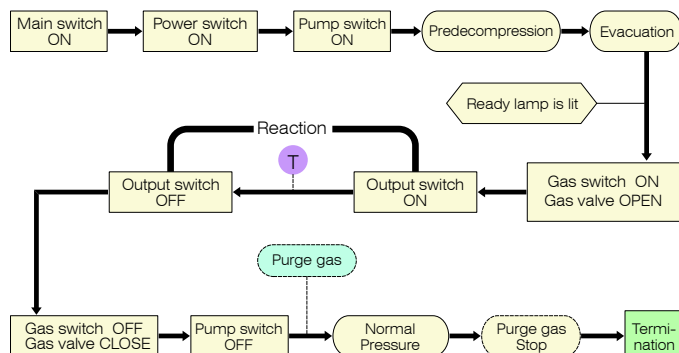 Main switch
ON
Power switch
ON
Pump switch
ON
Predecompression
Evacuation
Ready lamp is lit
Reaction
T
Output switch
OFF
Output switch
ON
Gas switch ON
Gas valve OPEN
Purge gas
Gas switch OFF
Gas valve CLOSE
Pump switch
OFF
Normal
Pressure
Purge gas
Stop
Termi-
nation